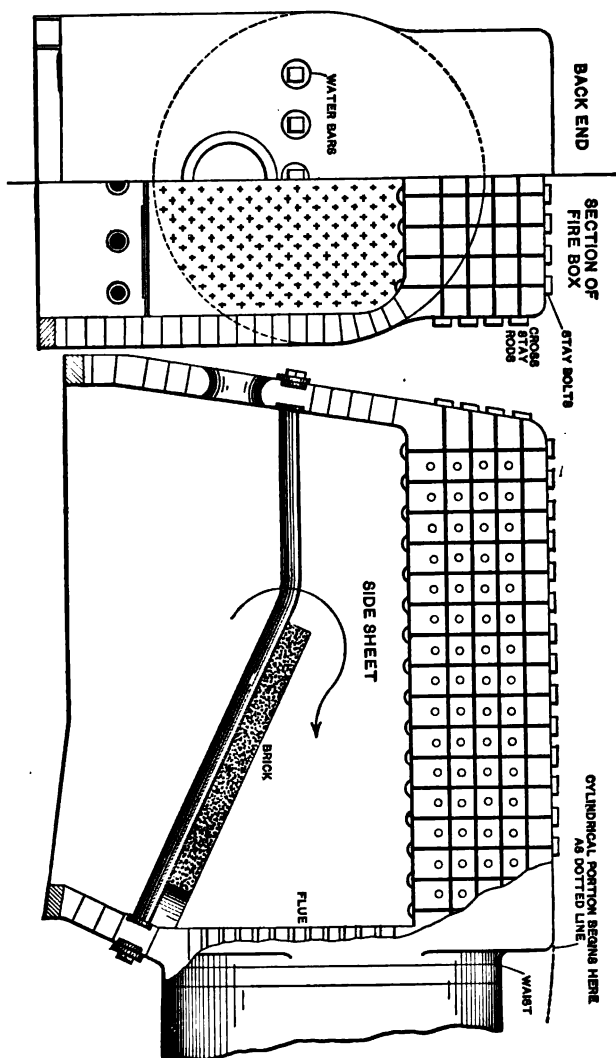 BACK END
WATER BARS
SECTION OF
FIRE BOX
STAY BOLTS
CROSS
STAY
RODS
SIDE SHEET
BRICK
FLUE
CYLINDRICAL PORTION BEGINS HERE
AS DOTTED LINE
WAIST